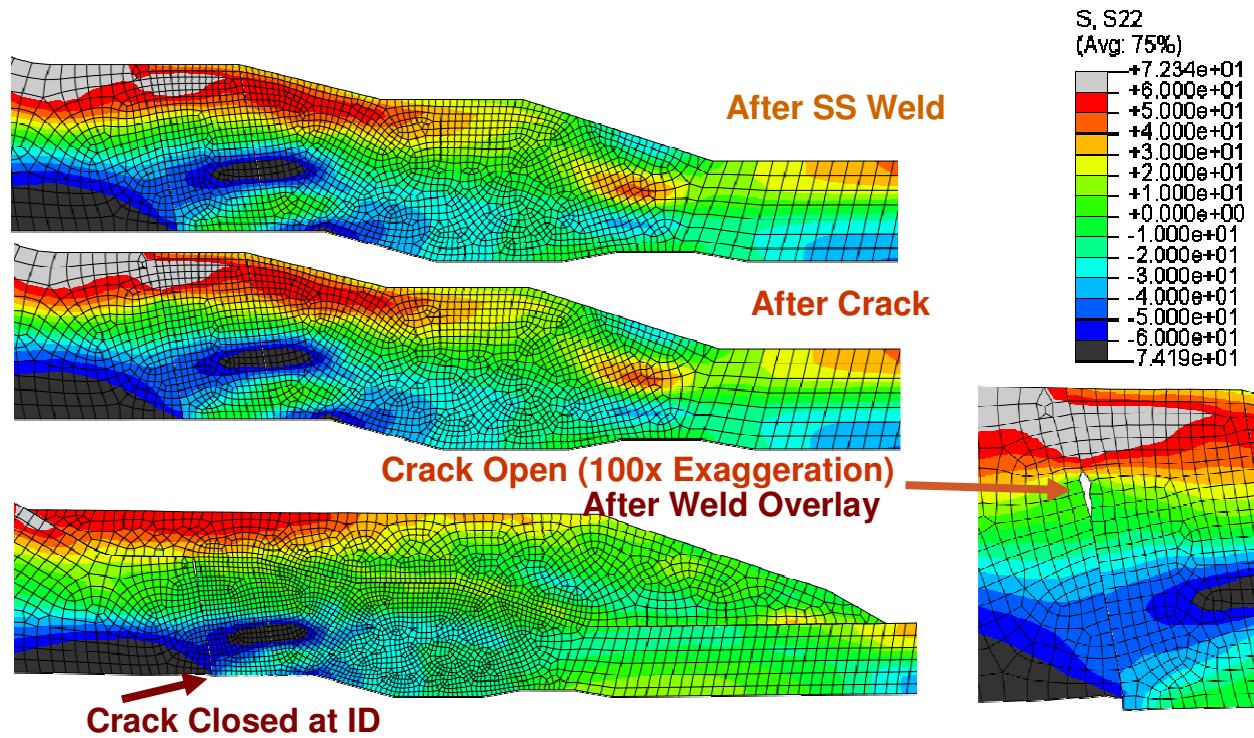 S, S22
(Avg: 75%)
+7.234e+01
+6.000e+01
+5.000e+01
+4.000e+01
+3.000e+01
+2.000e+01
+1.000e+01
+0.000e+00
-1.000e+01
-2.000e+01
-3.000e+01
-4.000e+01
-5.000e+01
-6.000e+01
7.419e+01
After SS Weld
After Crack
Crack Open (100x Exaggeration)
After Weld Overlay
Crack Closed at ID